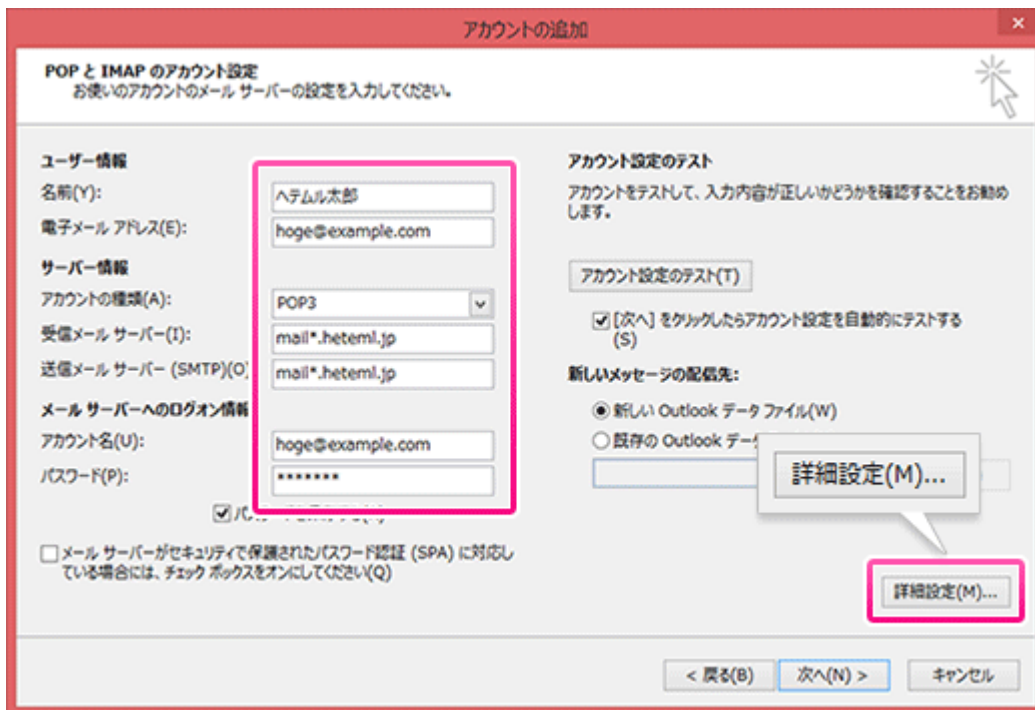 アカウントの追加
POP と IMAP のアカウント設定
お使いのアカウントのメール サーバーの設定を入力してください。
ユーザー情報
名前(Y):
ヘテムル太郎
電子メール アドレス(E):
hoge@example.com
サーバー情報
アカウントの種類(A):
POP3
受信メール サーバー(I):
mail*.heteml.jp
送信メール サーバー (SMTP)(O
mail*.heteml.jp
メール サーバーへのログオン情報
アカウント名(U):
hoge@example.com
パスワード(P):
*******
メール サーバーがセキュリティで保護されたパスワード認証 (SPA) に対応し
ている場合には、チェック ボックスをオンにしてください(Q)
アカウント設定のテスト
アカウントをテストして、入力内容が正しいかどうかを確認することをお勧め
します。
アカウント設定のテスト(T)
[次へ] をクリックしたらアカウント設定を自動的にテストする
(S)
新しいメッセージの配信先:
新しい Outlook データ ファイル(W)
既存の Outlook データ
詳細設定(M)...
詳細設定(M)...
< 戻る(B)
次へ(N) >
キャンセル